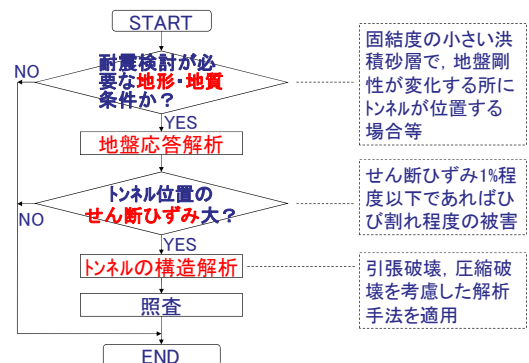 START
耐震検討が必
要な地形・地質
条件か？
NO
YES
固結度の小さい洪
積砂層で，地盤剛
性が変化する所に
トンネルが位置する
場合等
地盤応答解析
トンネル位置の
せん断ひずみ大？
NO
YES
せん断ひずみ1%程
度以下であればひ
び割れ程度の被害
トンネルの構造解析
引張破壊，圧縮破
壊を考慮した解析
手法を適用
照査
END